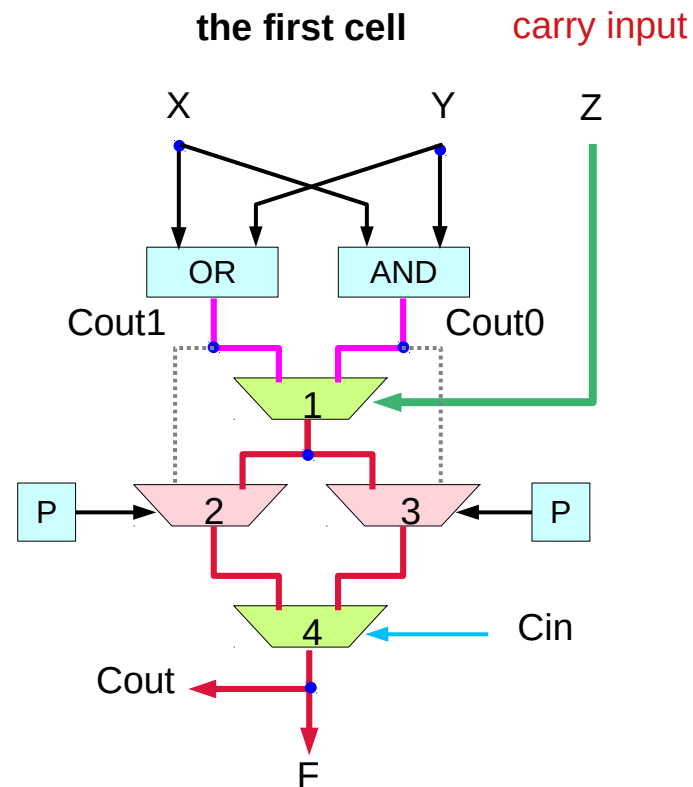 the first cell
carry input
X
Y
Z
OR
AND
Cout1
Cout0
1
P
2
3
P
4
Cin
Cout
F